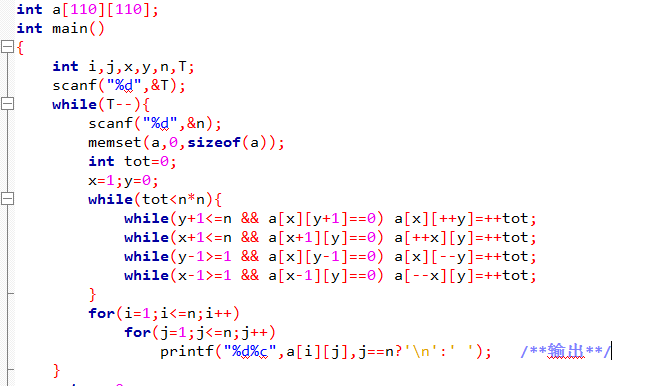 int a[110][110];
int main()
{
    int i,j,x,y,n,T;
    scanf("%d",&T);
    while(T--){
        scanf("%d",&n);
        memset(a,0,sizeof(a));
        int tot=0;
        x=1;y=0;
        while(tot<n*n){
            while(y+1<=n && a[x][y+1]==0) a[x][++y]=++tot;
            while(x+1<=n && a[x+1][y]==0) a[++x][y]=++tot;
            while(y-1>=1 && a[x][y-1]==0) a[x][--y]=++tot;
            while(x-1>=1 && a[x-1][y]==0) a[--x][y]=++tot;
        }
        for(i=1;i<=n;i++)
            for(j=1;j<=n;j++)
                printf("%d%c",a[i][j],j==n?'\n':' ');   /**输出**/
    }